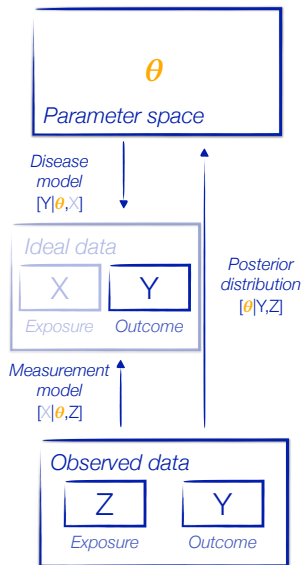 θ
Parameter space
Disease
model
[Y|θ,X]
Ideal data
X
Y
Exposure
Outcome
Posterior
distribution
[θ|Y,Z]
Measurement
model
[X|θ,Z]
Observed data
Z
Y
Exposure
Outcome